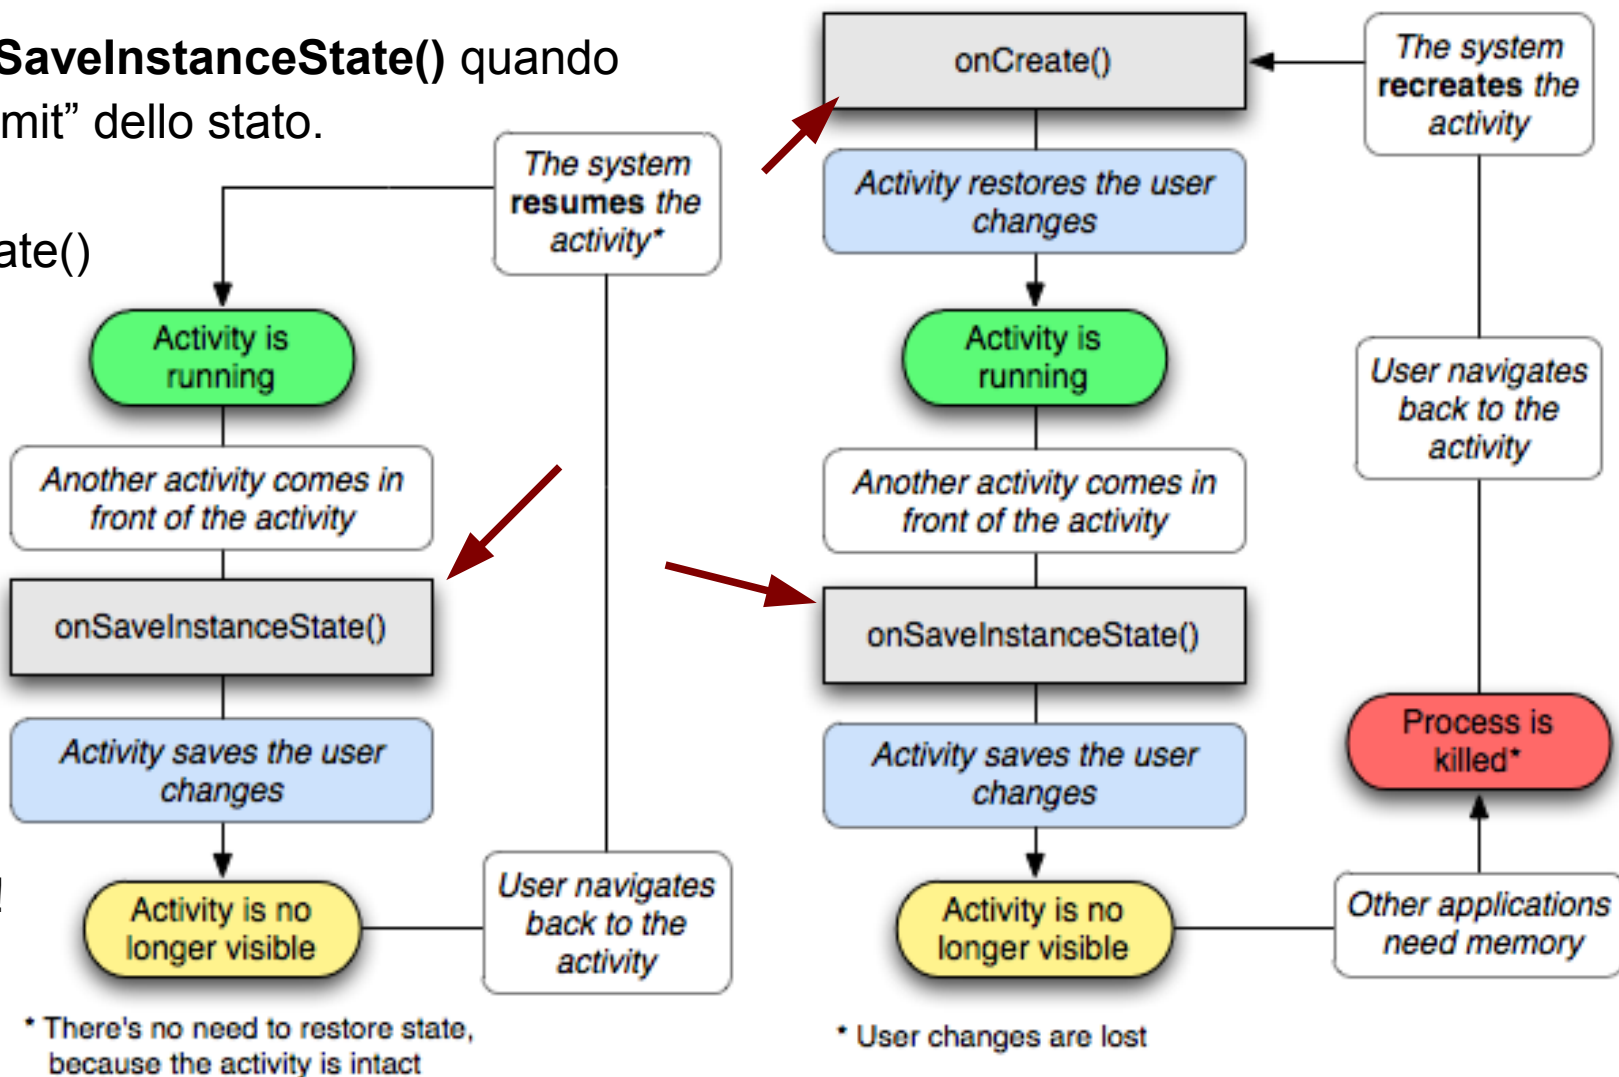 SaveInstanceState() quando
mit” dello stato.
ate()
!
The system
resumes the
activity*
Activity is
running
Another activity comes in
front of the activity
onSaveInstanceState()
Activity saves the user
changes
Activity is no
longer visible
User navigates
back to the
activity
* There's no need to restore state,
because the activity is intact
onCreate()
Activity restores the user
changes
Activity is
running
Another activity comes in
front of the activity
onSaveInstanceState()
Activity saves the user
changes
Activity is no
longer visible
Other applications
need memory
Process is
killed*
User navigates
back to the
activity
The system
recreates the
activity
* User changes are lost